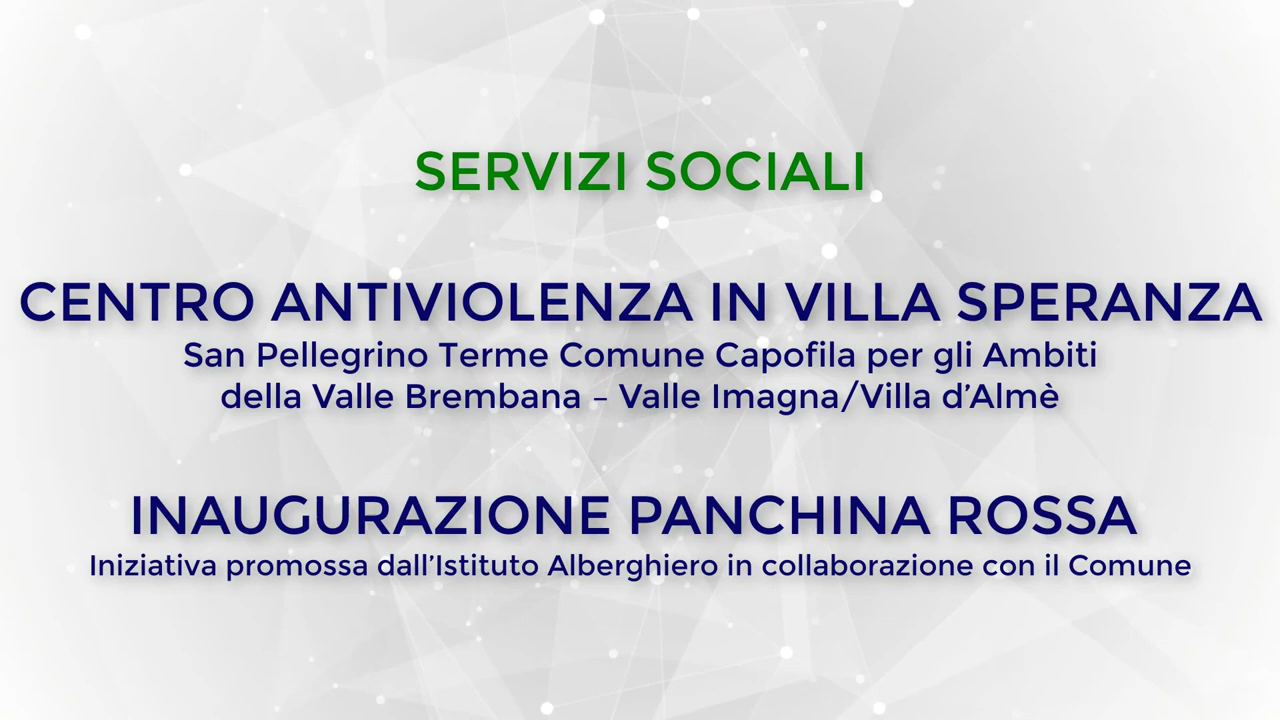 SERVIZI SOCIALI
CENTRO ANTIVIOLENZA IN VILLA SPERANZA
San Pellegrino Terme Comune Capofila per gli Ambiti
della Valle Brembana – Valle Imagna/Villa d’Almè
INAUGURAZIONE PANCHINA ROSSA
Iniziativa promossa dall’Istituto Alberghiero in collaborazione con il Comune